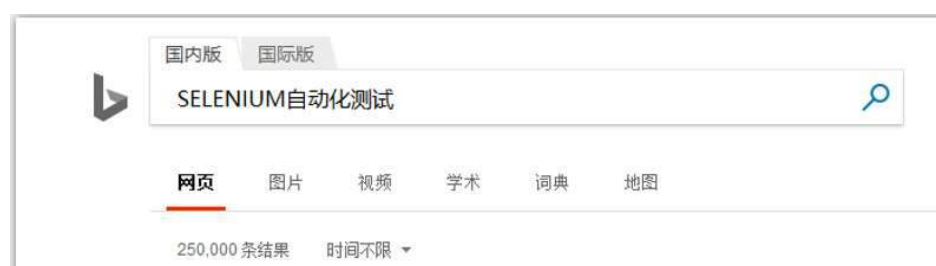 国内版 国际版
SELENIUM自动化测试
网页 图片 视频 学术 词典 地图
250,000 条结果 时间不限